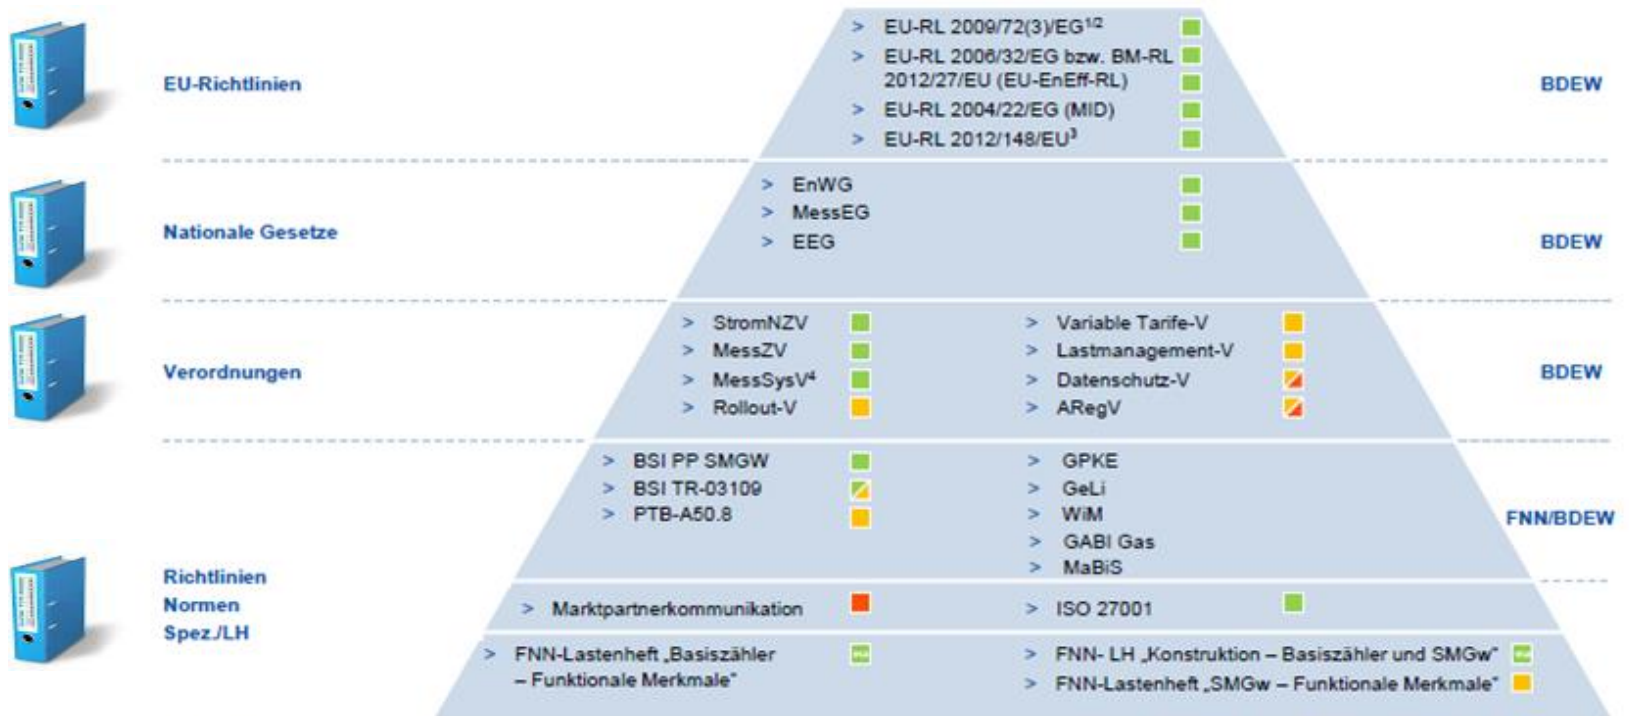 > EU-RL 2009/72(3)/EG1/2
> EU-RL 2006/32/EG bzw. BM-RL
2012/27/EU (EU-EnEff-RL)
> EU-RL 2004/22/EG (MID)
> EU-RL 2012/148/EU3
EU-Richtlinien
BDEW
> EnWG
> MessEG
> EEG
Nationale Gesetze
BDEW
> StromNZV
> MessZV
> MessSysV4
> Rollout-V
> Variable Tarife-V
> Lastmanagement-V
> Datenschutz-V
> ARegV
Verordnungen
BDEW
> BSI PP SMGW
> BSI TR-03109
> PTB-A50.8
> GPKE
> GeLi
> WiM
> GABI Gas
> MaBiS
FNN/BDEW
Richtlinien
Normen
Spez./LH
> Marktpartnerkommunikation
> ISO 27001
> FNN-Lastenheft „Basiszähler
– Funktionale Merkmale“
> FNN- LH „Konstruktion – Basiszähler und SMGw“
> FNN-Lastenheft „SMGw – Funktionale Merkmale“